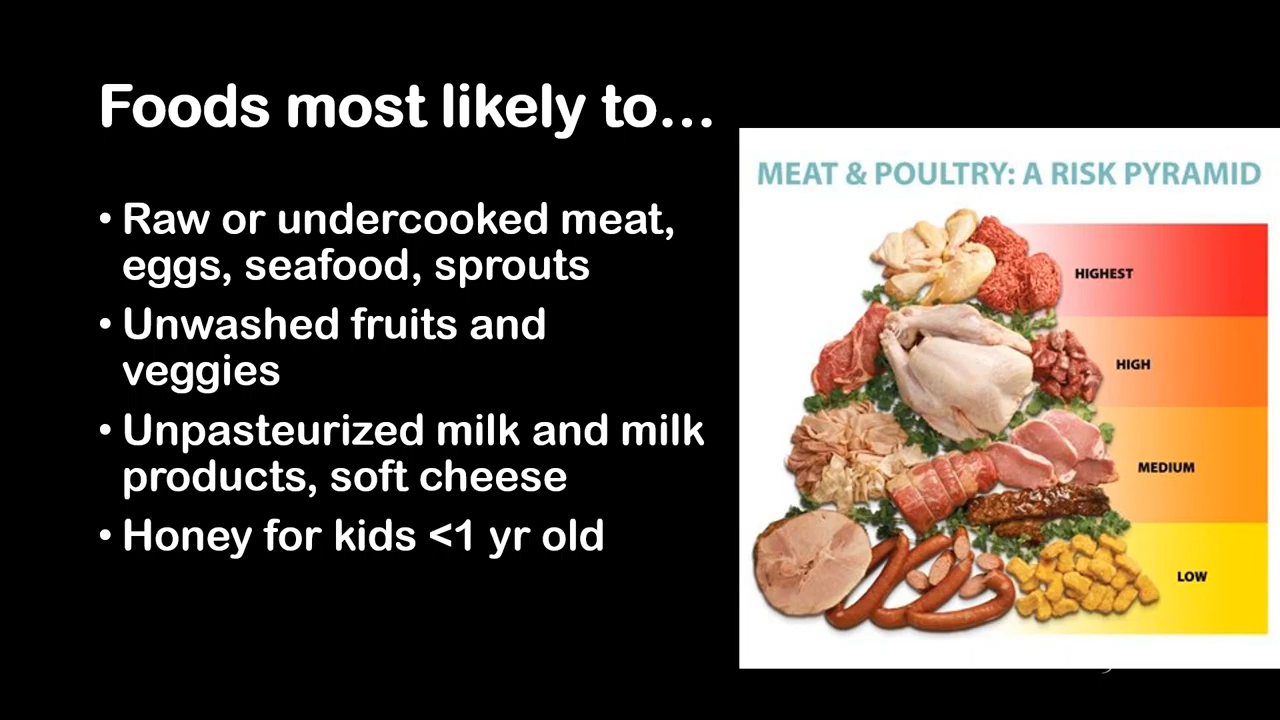 Foods most likely to…
• Raw or undercooked meat,
eggs, seafood, sprouts
• Unwashed fruits and
veggies
• Unpasteurized milk and milk
products, soft cheese
• Honey for kids <1 yr old
MEAT & POULTRY: A RISK PYRAMID
HIGHEST
HIGH
MEDIUM
LOW